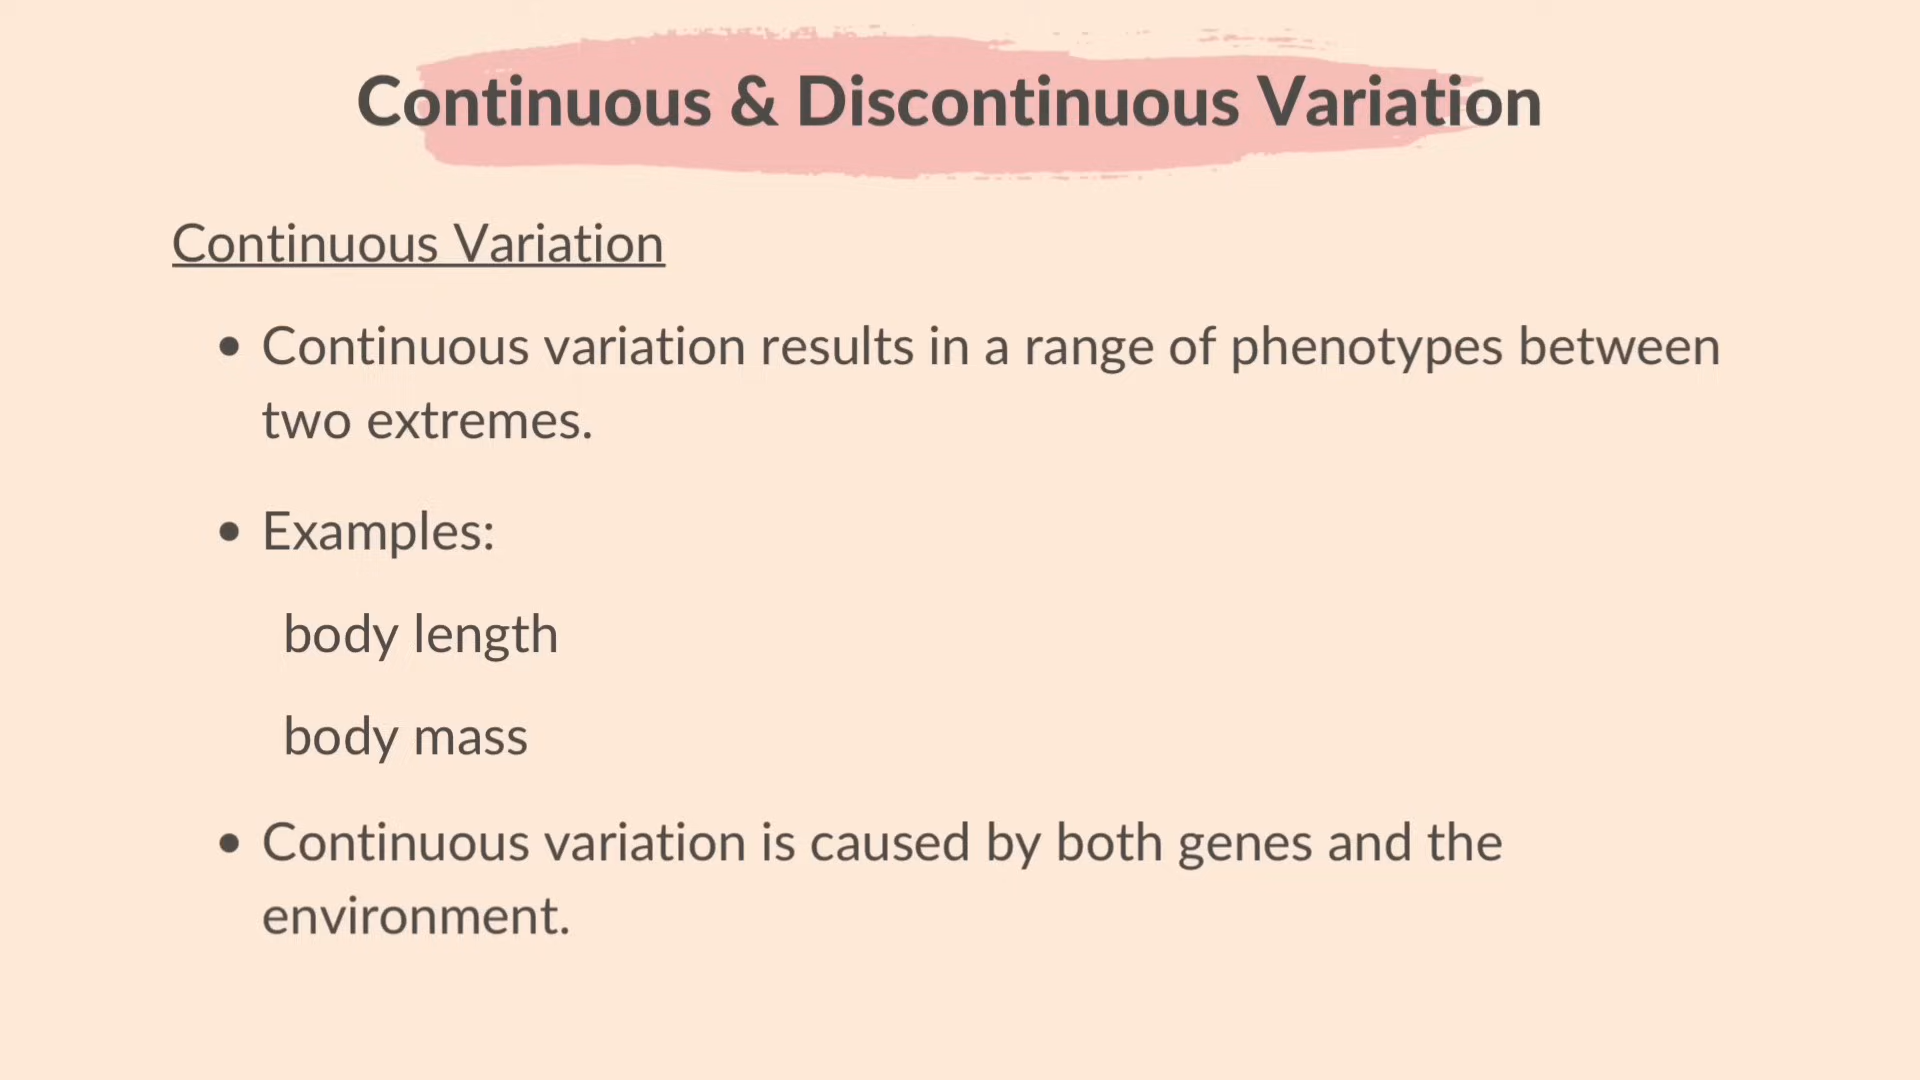 Continuous & Discontinuous Variation
Continuous Variation
• Continuous variation results in a range of phenotypes between
two extremes.
• Examples:
body length
body mass
• Continuous variation is caused by both genes and the
environment.